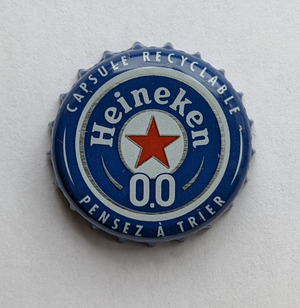 CAPSULE RECYCLABLE
Heineken
0.0
PENSEZ À TRIER